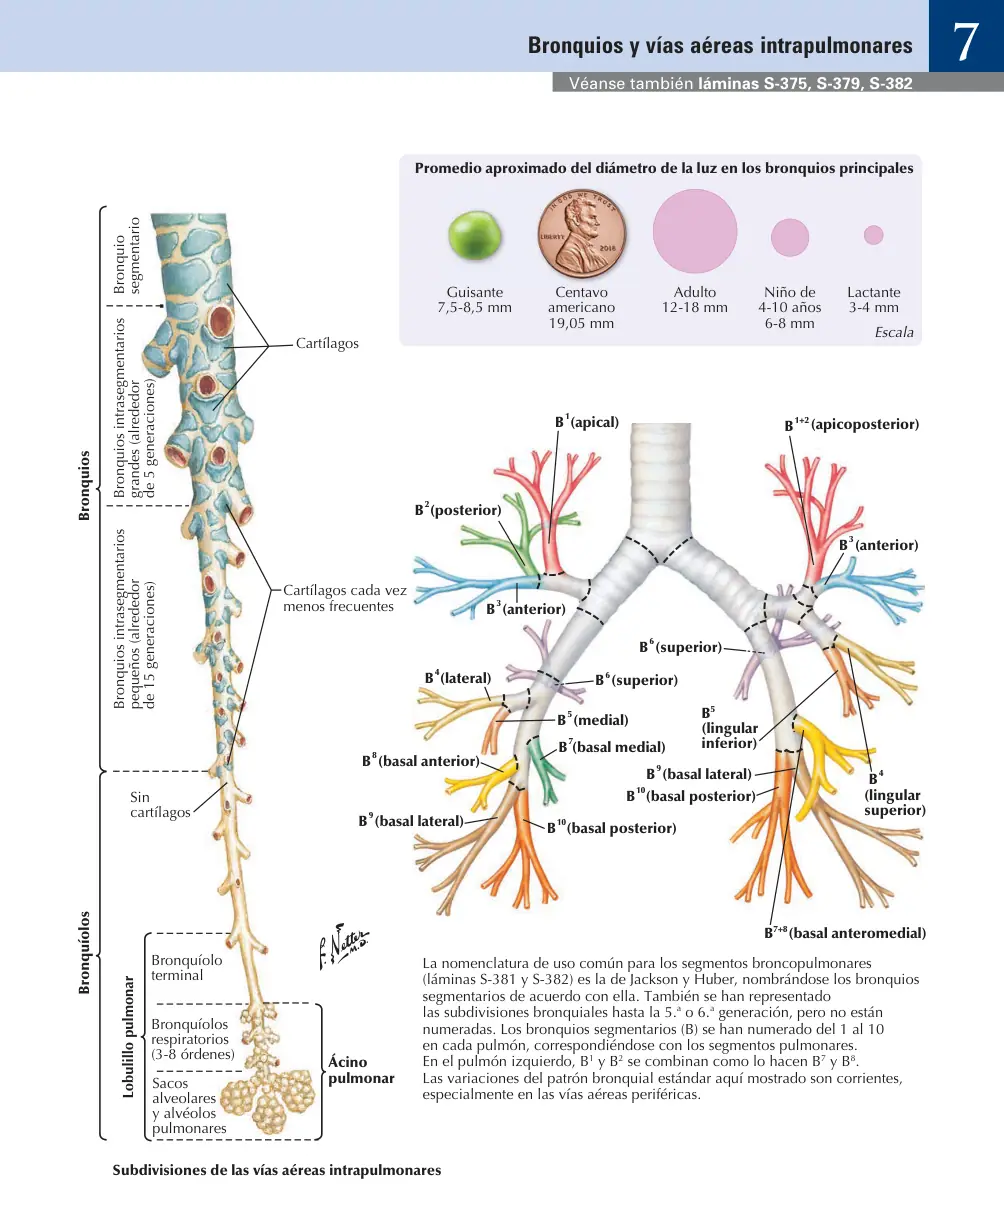 Bronquios y vías aéreas intrapulmonares
7
Véanse también láminas S-375, S-379, S-382
Promedio aproximado del diámetro de la luz en los bronquios principales
IN GOD WE TRUST
LIBERTY
2018
Guisante
7,5-8,5 mm
Centavo
americano
19,05 mm
Adulto
12-18 mm
Niño de
4-10 años
6-8 mm
Lactante
3-4 mm
Escala
Bronquios
Bronquio
segmentario
Bronquios intrasegmentarios
grandes (alrededor
de 5 generaciones)
Bronquios intrasegmentarios
pequeños (alrededor
de 15 generaciones)
Cartílagos
Cartílagos cada vez
menos frecuentes
Bronquíolos
Sin
cartílagos
Lobulillo pulmonar
Bronquíolo
terminal
Bronquíolos
respiratorios
(3-8 órdenes)
Sacos
alveolares
y alvéolos
pulmonares
Ácino
pulmonar
F. Netter
M.D.
Subdivisiones de las vías aéreas intrapulmonares
B1 (apical)
B2 (posterior)
B3 (anterior)
B4 (lateral)
B6 (superior)
B5 (medial)
B7 (basal medial)
B8 (basal anterior)
B9 (basal lateral)
B10 (basal posterior)
B1+2 (apicoposterior)
B3 (anterior)
B6 (superior)
B5
(lingular
inferior)
B9 (basal lateral)
B10 (basal posterior)
B4
(lingular
superior)
B7+8 (basal anteromedial)
La nomenclatura de uso común para los segmentos broncopulmonares
(láminas S-381 y S-382) es la de Jackson y Huber, nombrándose los bronquios
segmentarios de acuerdo con ella. También se han representado
las subdivisiones bronquiales hasta la 5.ª o 6.ª generación, pero no están
numeradas. Los bronquios segmentarios (B) se han numerado del 1 al 10
en cada pulmón, correspondiéndose con los segmentos pulmonares.
En el pulmón izquierdo, B1 y B2 se combinan como lo hacen B7 y B8.
Las variaciones del patrón bronquial estándar aquí mostrado son corrientes,
especialmente en las vías aéreas periféricas.